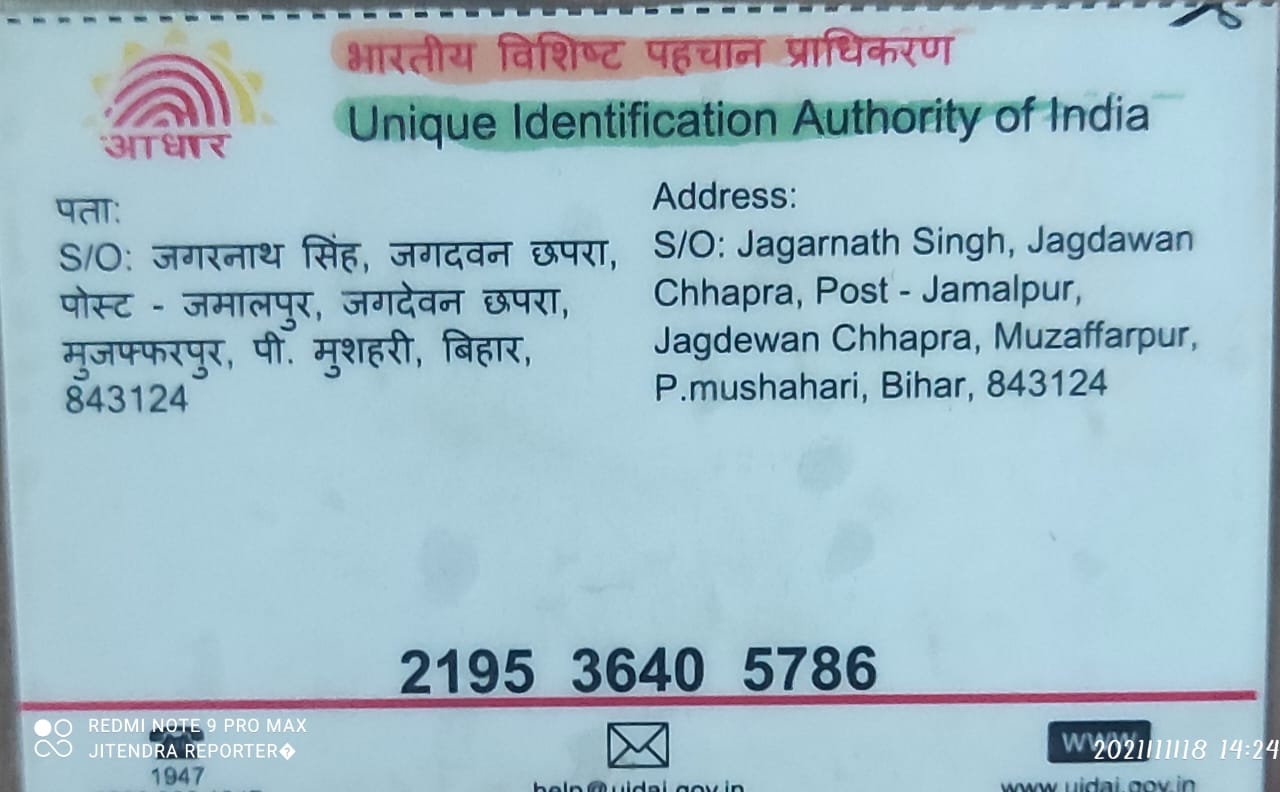 भारतीय विशिष्ट पहचान प्राधिकरण
Unique Identification Authority of India
आधार
पता:
S/O: जगरनाथ सिंह, जगदवन छपरा,
पोस्ट - जमालपुर, जगदेवन छपरा,
मुजफ्फरपुर, पी. मुशहरी, बिहार,
843124
Address:
S/O: Jagarnath Singh, Jagdawan
Chhapra, Post - Jamalpur,
Jagdewan Chhapra, Muzaffarpur,
P.mushahari, Bihar, 843124
2195 3640 5786
REDMI NOTE 9 PRO MAX
JITENDRA REPORTER
1947
help@uidai.gov.in
www
2021/11/18 14:24
www.uidai.gov.in